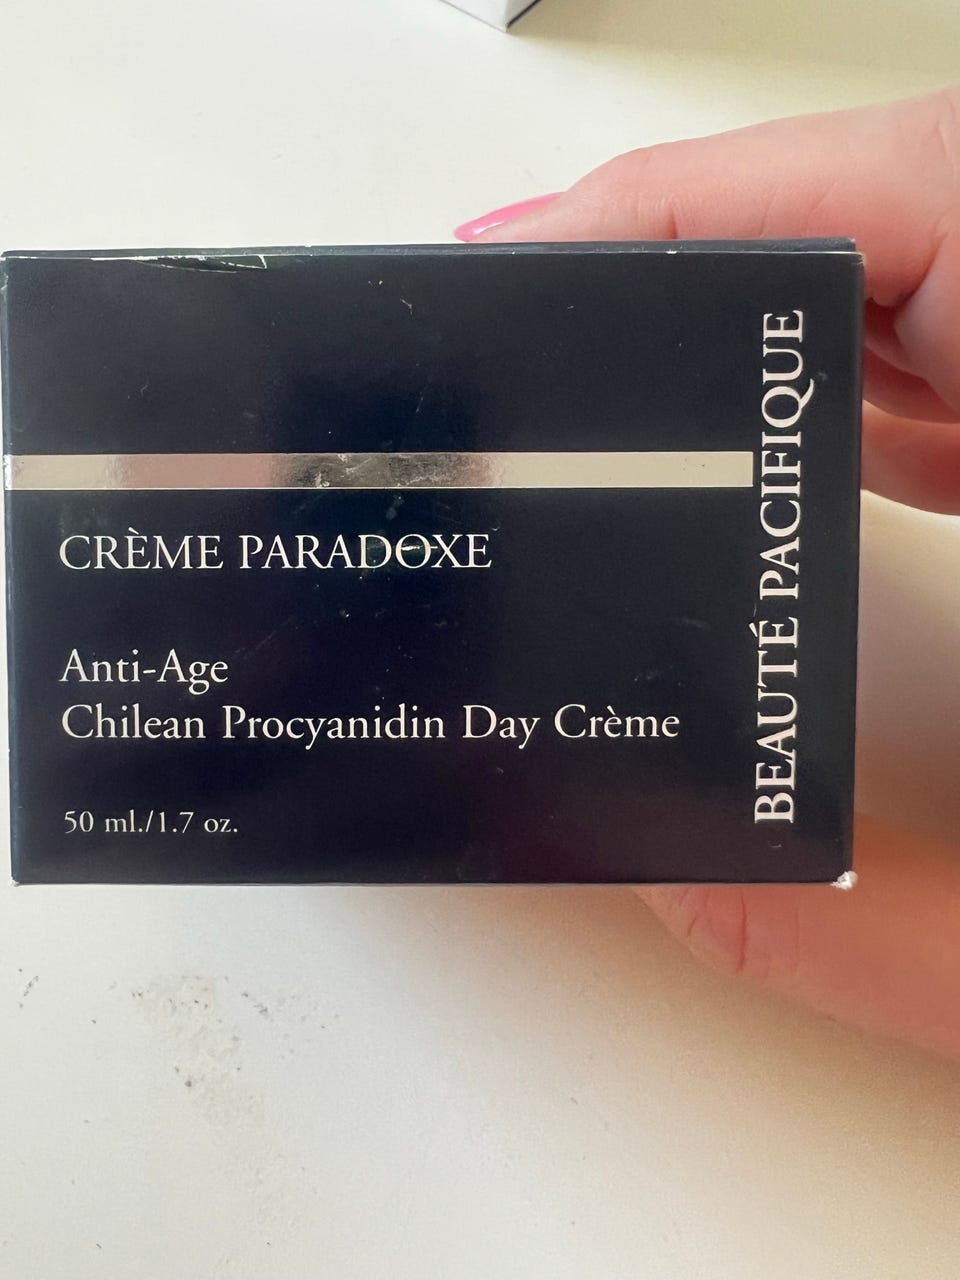 CRÈME PARADOXE
Anti-Age
Chilean Procyanidin Day Crème
50 ml./1.7 oz.
BEAUTÉ PACIFIQUE